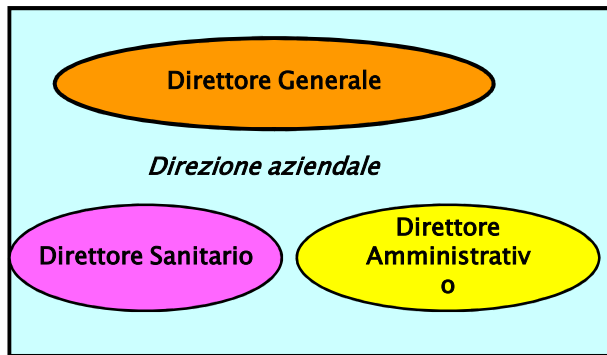 Direttore Generale
Direzione aziendale
Direttore Sanitario
Direttore
Amministrativ
o